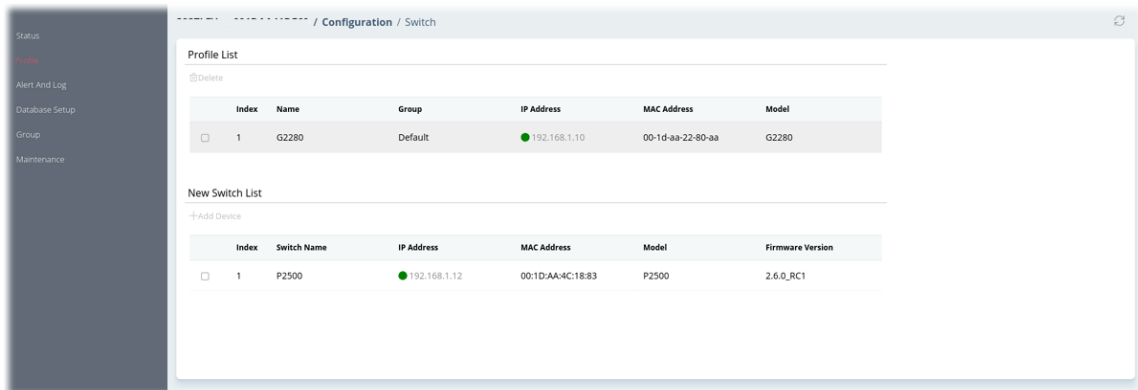 / Configuration / Switch
Status
Profile
Alert And Log
Database Setup
Group
Maintenance
Profile List
Delete
Index Name Group IP Address MAC Address Model
1 G2280 Default 192.168.1.10 00-1d-aa-22-80-aa G2280
New Switch List
+Add Device
Index Switch Name IP Address MAC Address Model Firmware Version
1 P2500 192.168.1.12 00:1D:AA:4C:18:83 P2500 2.6.0_RC1